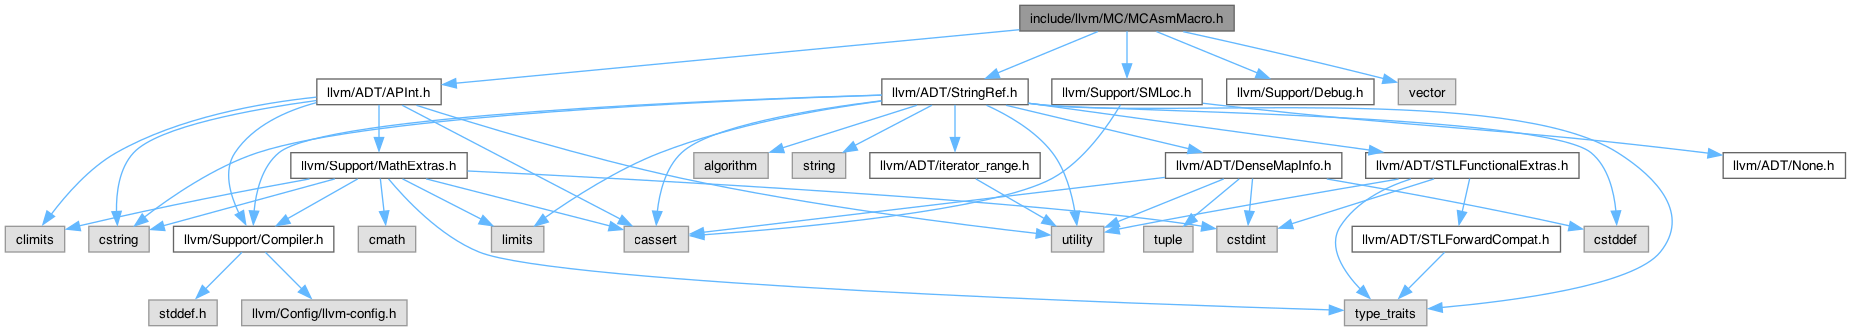 include/llvm/MC/MCAsmMacro.h
llvm/ADT/APInt.h
llvm/ADT/StringRef.h
llvm/Support/SMLoc.h
llvm/Support/Debug.h
vector
llvm/Support/MathExtras.h
algorithm
string
llvm/ADT/iterator_range.h
llvm/ADT/DenseMapInfo.h
llvm/ADT/STLFunctionalExtras.h
llvm/ADT/None.h
climits
cstring
llvm/Support/Compiler.h
cmath
limits
cassert
utility
tuple
cstdint
llvm/ADT/STLForwardCompat.h
cstddef
stddef.h
llvm/Config/llvm-config.h
type_traits